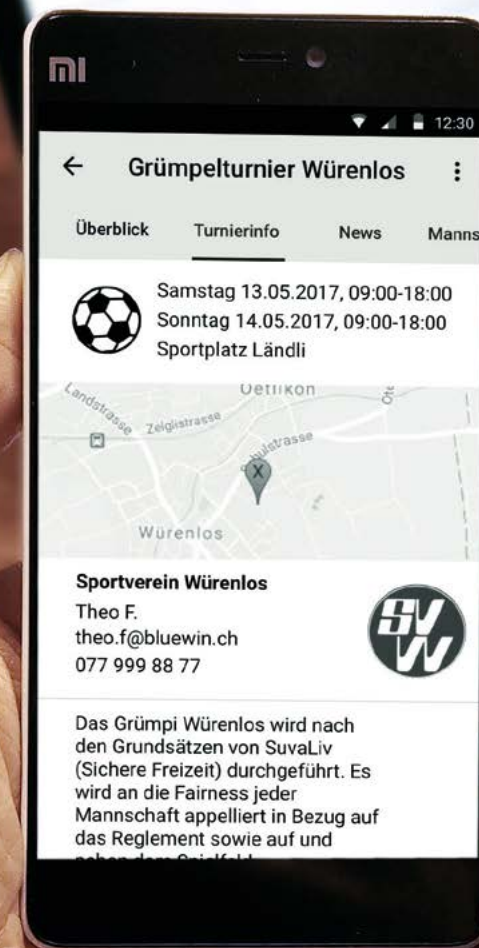 mi
12:30
Grümpelturnier Würenlos
Überblick Turnierinfo News Manns
Samstag 13.05.2017, 09:00-18:00
Sonntag 14.05.2017, 09:00-18:00
Sportplatz Ländli
Oetlikon
Landstrasse
Zeiglistrasse
Schulstrasse
X
Würenlos
Sportverein Würenlos
Theo F.
theo.f@bluewin.ch
077 999 88 77
SVW
Das Grümpi Würenlos wird nach
den Grundsätzen von SuvaLiv
(Sichere Freizeit) durchgeführt. Es
wird an die Fairness jeder
Mannschaft appelliert in Bezug auf
das Reglement sowie auf und